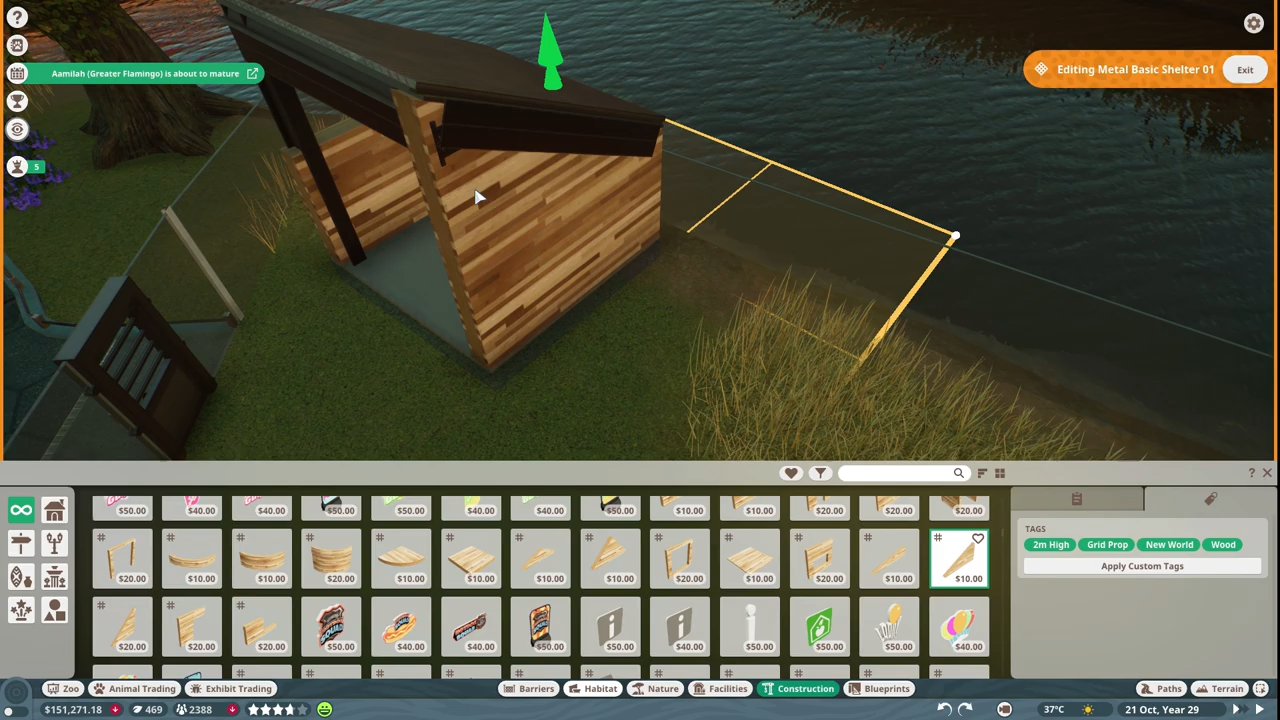 Aamilah (Greater Flamingo) is about to mature
5
Editing Metal Basic Shelter 01
Exit
$50.00 $40.00 $40.00 $50.00 $50.00 $40.00 $40.00 $50.00 $10.00 $10.00 $20.00 $20.00 $20.00
$20.00 $10.00 $10.00 $20.00 $10.00 $10.00 $10.00 $10.00 $20.00 $10.00 $20.00 $10.00 $10.00
$20.00 $20.00 $20.00 $50.00 $40.00 $40.00 $50.00 $50.00 $40.00 $50.00 $50.00 $50.00 $40.00
TAGS
2m High Grid Prop New World Wood
Apply Custom Tags
Zoo Animal Trading Exhibit Trading Barriers Habitat Nature Facilities Construction Blueprints Paths Terrain
$151,271.18 469 2388 37°C 21 Oct, Year 29